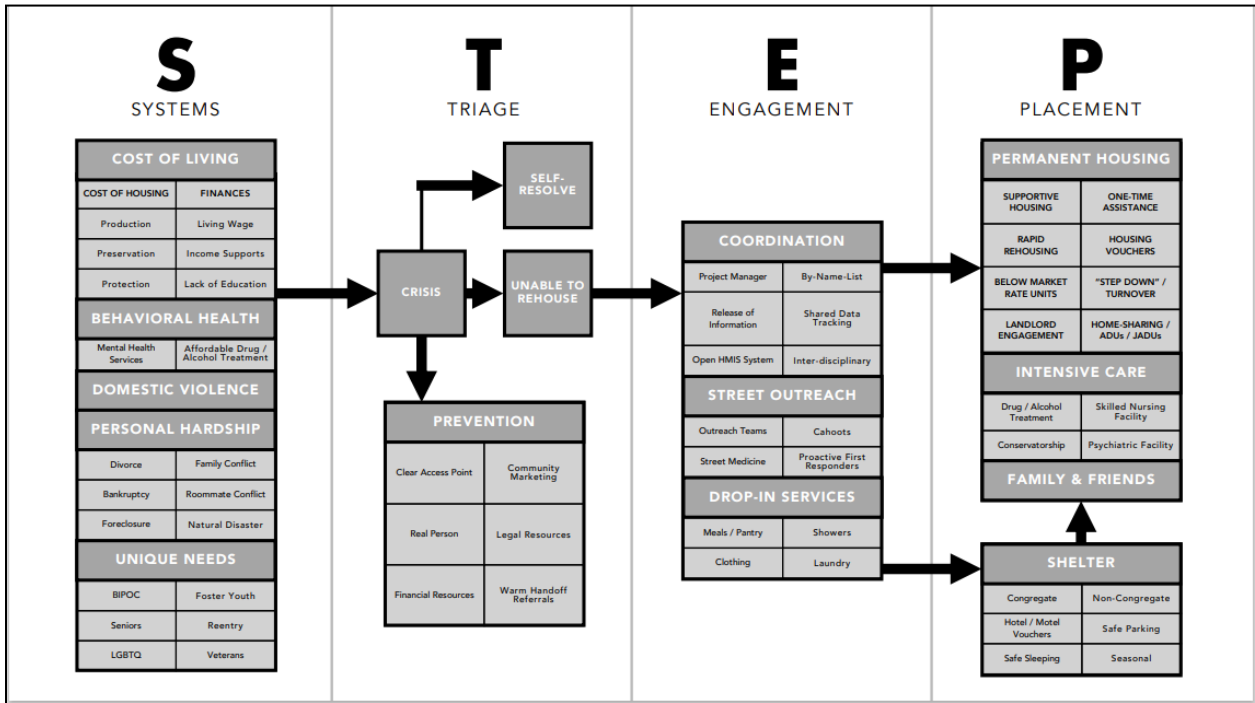 S
SYSTEMS
COST OF LIVING
COST OF HOUSING
FINANCES
Production
Living Wage
Preservation
Income Supports
Protection
Lack of Education
BEHAVIORAL HEALTH
Mental Health
Services
Affordable Drug /
Alcohol Treatment
DOMESTIC VIOLENCE
PERSONAL HARDSHIP
Divorce
Family Conflict
Bankruptcy
Roommate Conflict
Foreclosure
Natural Disaster
UNIQUE NEEDS
BIPOC
Foster Youth
Seniors
Reentry
LGBTQ
Veterans
T
TRIAGE
SELF-
RESOLVE
CRISIS
UNABLE TO
REHOUSE
PREVENTION
Clear Access Point
Community
Marketing
Real Person
Legal Resources
Financial Resources
Warm Handoff
Referrals
E
ENGAGEMENT
COORDINATION
Project Manager
By-Name-List
Release of
Information
Shared Data
Tracking
Open HMIS System
Inter-disciplinary
STREET OUTREACH
Outreach Teams
Cahoots
Street Medicine
Proactive First
Responders
DROP-IN SERVICES
Meals / Pantry
Showers
Clothing
Laundry
P
PLACEMENT
PERMANENT HOUSING
SUPPORTIVE
HOUSING
ONE-TIME
ASSISTANCE
RAPID
REHOUSING
HOUSING
VOUCHERS
BELOW MARKET
RATE UNITS
"STEP DOWN" /
TURNOVER
LANDLORD
ENGAGEMENT
HOME-SHARING /
ADUs / JADUs
INTENSIVE CARE
Drug / Alcohol
Treatment
Skilled Nursing
Facility
Conservatorship
Psychiatric Facility
FAMILY & FRIENDS
SHELTER
Congregate
Non-Congregate
Hotel / Motel
Vouchers
Safe Parking
Safe Sleeping
Seasonal